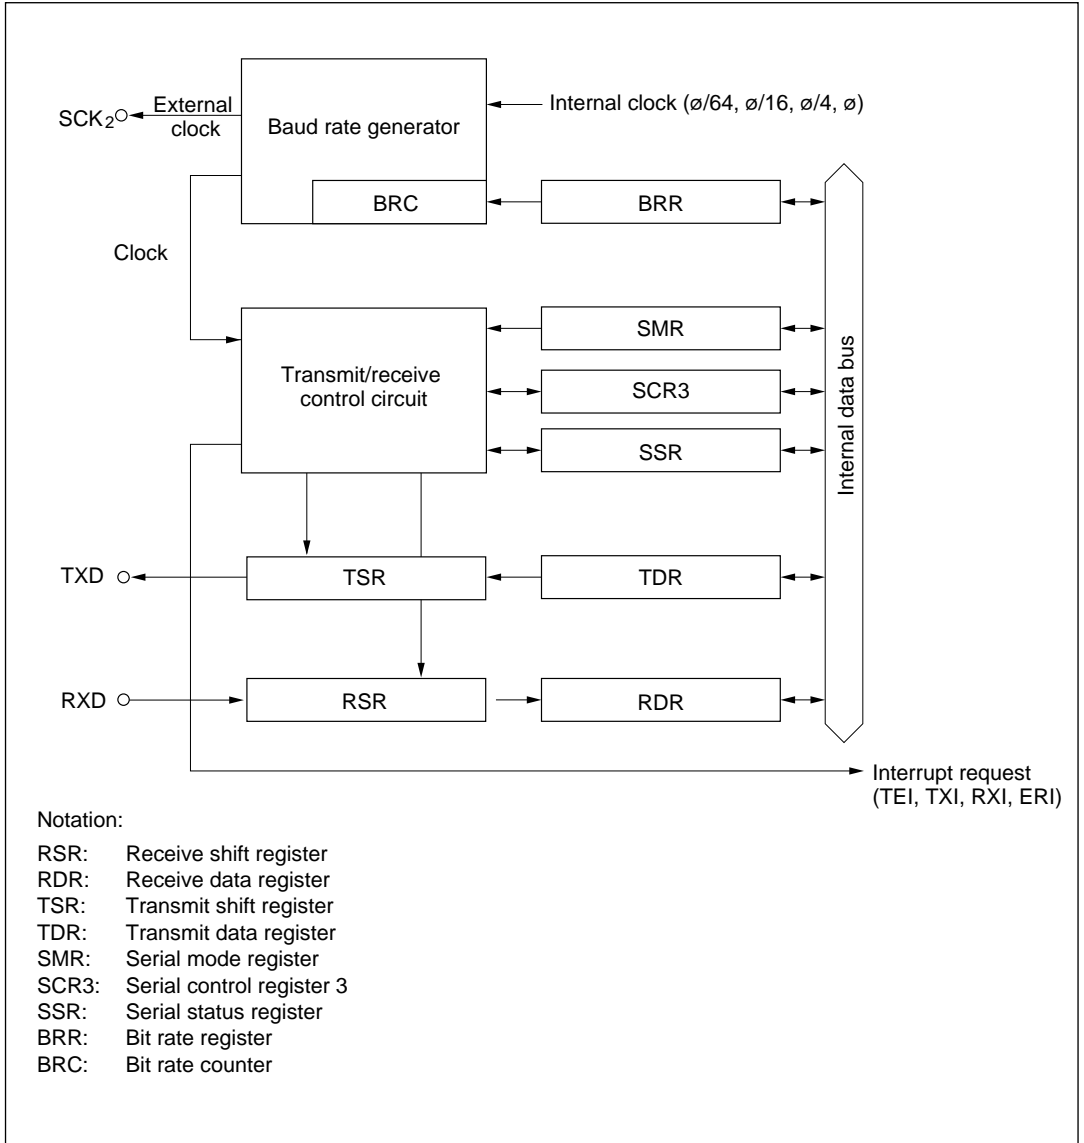 SCK2
External
clock
Baud rate generator
Internal clock (ø/64, ø/16, ø/4, ø)
BRC
BRR
Clock
Transmit/receive
control circuit
SMR
SCR3
SSR
Internal data bus
TXD
TSR
TDR
RXD
RSR
RDR
Interrupt request
(TEI, TXI, RXI, ERI)
Notation:
RSR: Receive shift register
RDR: Receive data register
TSR: Transmit shift register
TDR: Transmit data register
SMR: Serial mode register
SCR3: Serial control register 3
SSR: Serial status register
BRR: Bit rate register
BRC: Bit rate counter